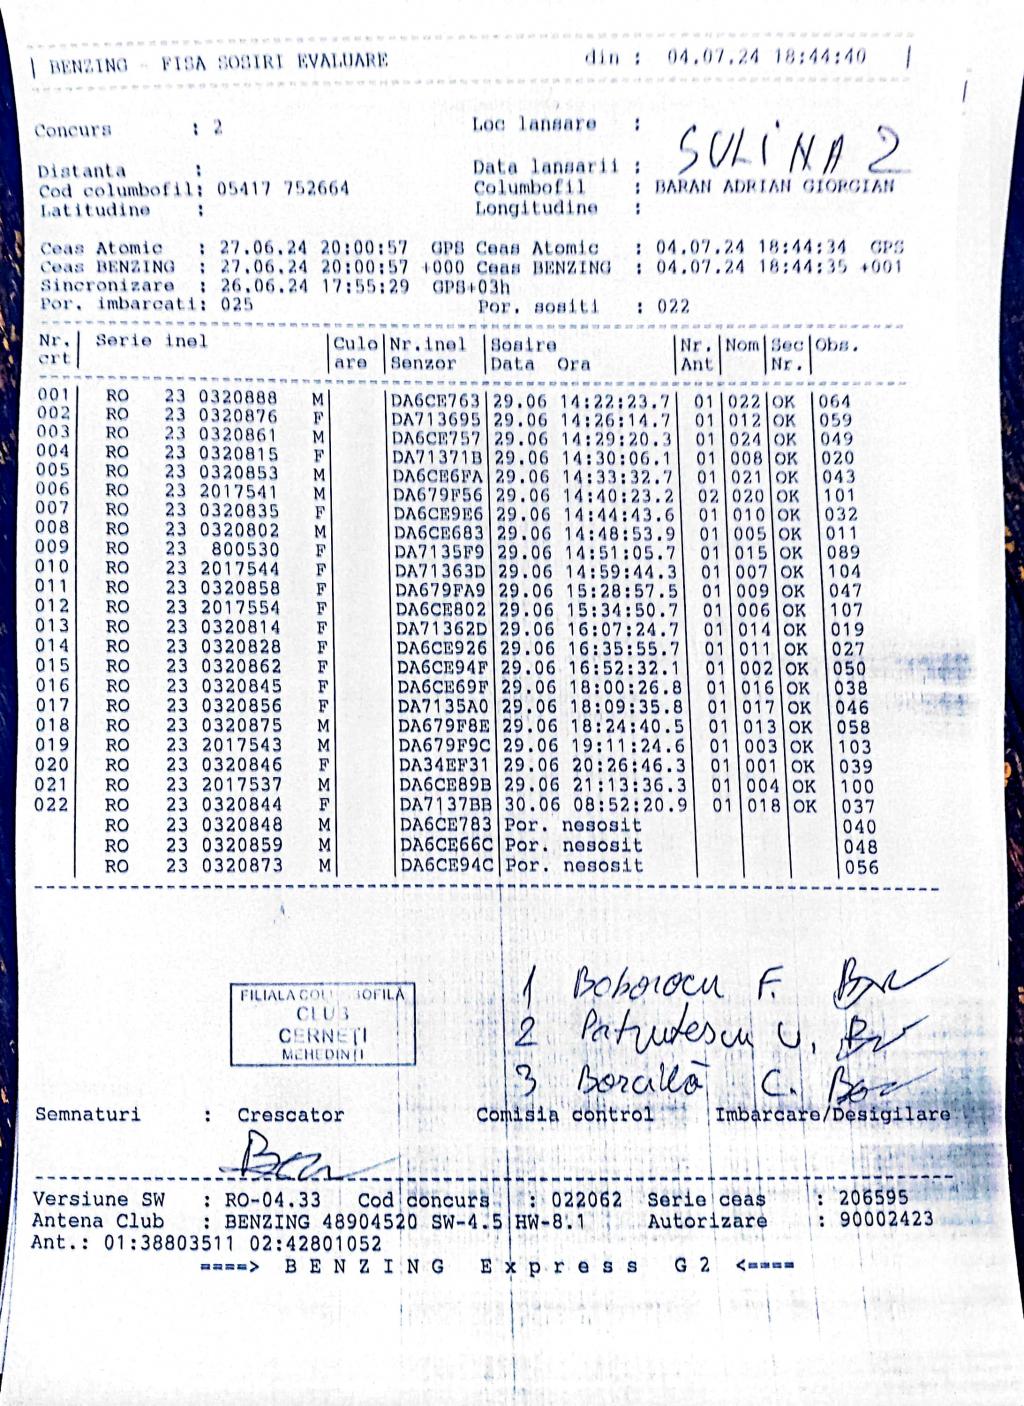 | BENZING - FISA SOSIRI EVALUARE din : 04.07.24 18:44:40 |
Concurs : 2 Loc lansare :
SULINA 2
Distanta : Data lansarii :
Cod columbofil: 05417 752664 Columbofil : BARAN ADRIAN GIORGIAN
Latitudine : Longitudine :
Ceas Atomic : 27.06.24 20:00:57 GPS Ceas Atomic : 04.07.24 18:44:34 GPS
Ceas BENZING : 27.06.24 20:00:57 +000 Ceas BENZING : 04.07.24 18:44:35 +001
Sincronizare : 26.06.24 17:55:29 GPS+03h
Por. imbarcati: 025 Por. sositi : 022
Nr. Serie inel |Culo|Nr.inel |Sosire |Nr.|Nom|Sec|Obs.
crt |are |Senzor |Data Ora |Ant| |Nr.|
001| RO 23 0320888 M| |DA6CE763|29.06 14:22:23.7| 01|022|OK |064
002| RO 23 0320876 F| |DA713695|29.06 14:26:14.7| 01|012|OK |059
003| RO 23 0320861 M| |DA6CE757|29.06 14:29:20.3| 01|024|OK |049
004| RO 23 0320815 F| |DA71371B|29.06 14:30:06.1| 01|008|OK |020
005| RO 23 0320853 M| |DA6CE6FA|29.06 14:33:32.7| 01|021|OK |043
006| RO 23 2017541 M| |DA679F56|29.06 14:40:23.2| 02|020|OK |101
007| RO 23 0320835 F| |DA6CE9E6|29.06 14:44:43.6| 01|010|OK |032
008| RO 23 0320802 M| |DA6CE683|29.06 14:48:53.9| 01|005|OK |011
009| RO 23 800530 F| |DA7135F9|29.06 14:51:05.7| 01|015|OK |089
010| RO 23 2017544 F| |DA71363D|29.06 14:59:44.3| 01|007|OK |104
011| RO 23 0320858 F| |DA679FA9|29.06 15:28:57.5| 01|009|OK |047
012| RO 23 2017554 F| |DA6CE802|29.06 15:34:50.7| 01|006|OK |107
013| RO 23 0320814 F| |DA71362D|29.06 16:07:24.7| 01|014|OK |019
014| RO 23 0320828 F| |DA6CE926|29.06 16:35:55.7| 01|011|OK |027
015| RO 23 0320862 F| |DA6CE94F|29.06 16:52:32.1| 01|002|OK |050
016| RO 23 0320845 F| |DA6CE69F|29.06 18:00:26.8| 01|016|OK |038
017| RO 23 0320856 F| |DA7135A0|29.06 18:09:35.8| 01|017|OK |046
018| RO 23 0320875 M| |DA679F8E|29.06 18:24:40.5| 01|013|OK |058
019| RO 23 2017543 M| |DA679F9C|29.06 19:11:24.6| 01|003|OK |103
020| RO 23 0320846 F| |DA34EF31|29.06 20:26:46.3| 01|001|OK |039
021| RO 23 2017537 M| |DA6CE89B|29.06 21:13:36.3| 01|004|OK |100
022| RO 23 0320844 F| |DA7137BB|30.06 08:52:20.9| 01|018|OK |037
| RO 23 0320848 M| |DA6CE783|Por. nesosit | | | |040
| RO 23 0320859 M| |DA6CE66C|Por. nesosit | | | |048
| RO 23 0320873 M| |DA6CE94C|Por. nesosit | | | |056
1 F.
2
3 C.
FILIALA COLUMBOFILĂ
CLUB
CERNEȚI
MEHEDINȚI
Semnaturi : Crescator Comisia control Imbarcare/Desigilare
Versiune SW : RO-04.33 Cod concurs : 022062 Serie ceas : 206595
Antena Club : BENZING 48904520 SW-4.5 HW-8.1 Autorizare : 90002423
Ant.: 01:38803511 02:42801052
====> B E N Z I N G E x p r e s s G 2 <====